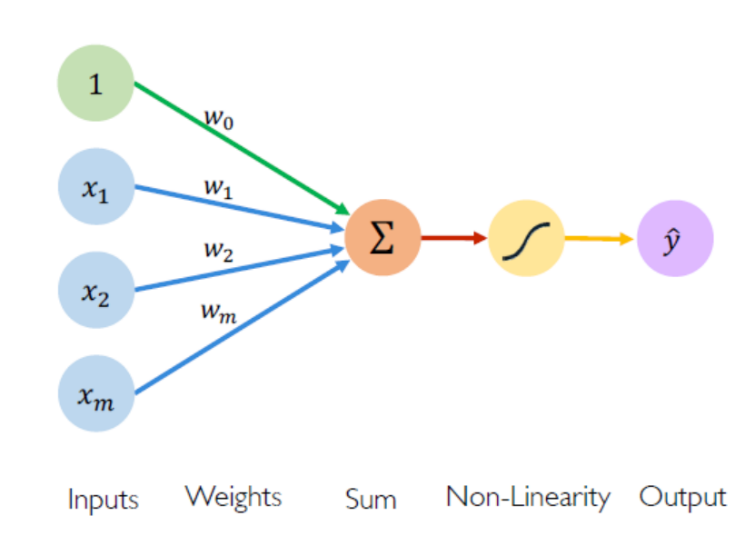 1
w₀
x₁
w₁
x₂
w₂
xₘ
wₘ
Σ
ŷ
Inputs Weights Sum Non-Linearity Output